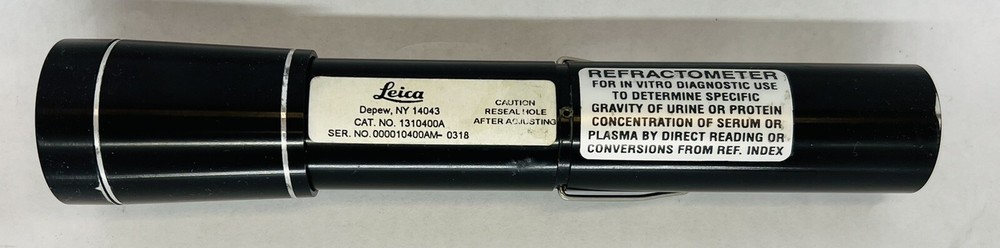 Leica
Depew, NY 14043
CAT. NO. 1310400A
SER. NO. 000010400AM- 0318
CAUTION
RESEAL HOLE
AFTER ADJUSTING
REFRACTOMETER
FOR IN VITRO DIAGNOSTIC USE
TO DETERMINE SPECIFIC
GRAVITY OF URINE OR PROTEIN
CONCENTRATION OF SERUM OR
PLASMA BY DIRECT READING OR
CONVERSIONS FROM REF. INDEX